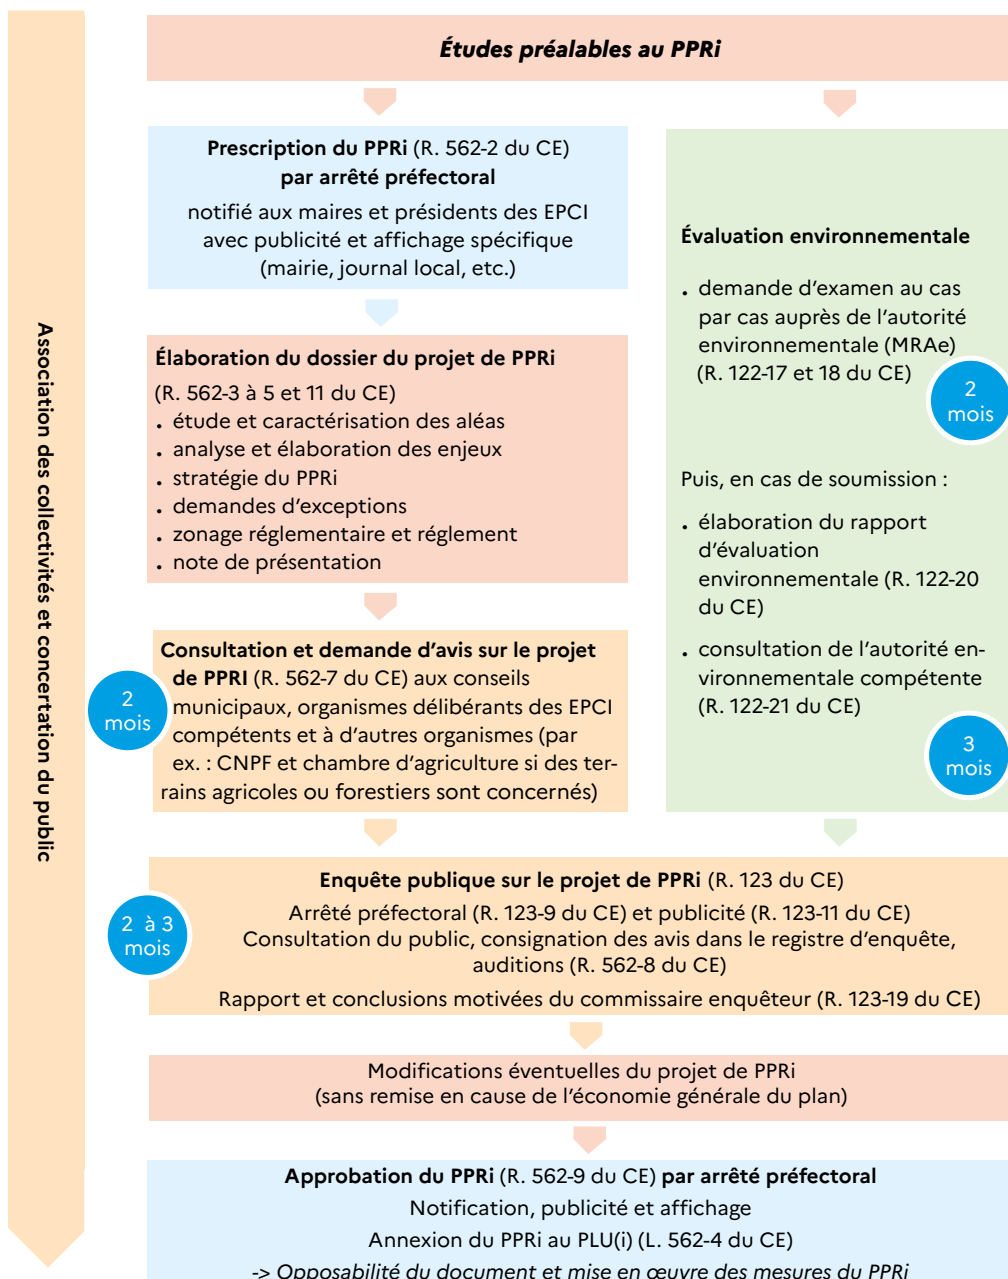 Études préalables au PPRi
Association des collectivités et concertation du public
Prescription du PPRi (R. 562-2 du CE)
par arrêté préfectoral
notifié aux maires et présidents des EPCI
avec publicité et affichage spécifique
(mairie, journal local, etc.)
Élaboration du dossier du projet de PPRi
(R. 562-3 à 5 et 11 du CE)
. étude et caractérisation des aléas
. analyse et élaboration des enjeux
. stratégie du PPRi
. demandes d'exceptions
. zonage réglementaire et réglement
. note de présentation
Consultation et demande d'avis sur le projet
de PPRI (R. 562-7 du CE) aux conseils
municipaux, organismes délibérants des EPCI
compétents et à d'autres organismes (par
ex. : CNPF et chambre d'agriculture si des ter-
rains agricoles ou forestiers sont concernés)
2
mois
Évaluation environnementale
. demande d'examen au cas
par cas auprès de l'autorité
environnementale (MRAe)
(R. 122-17 et 18 du CE)
2
mois
Puis, en cas de soumission :
. élaboration du rapport
d'évaluation
environnementale (R. 122-20
du CE)
. consultation de l'autorité en-
vironnementale compétente
(R. 122-21 du CE)
3
mois
Enquête publique sur le projet de PPRi (R. 123 du CE)
Arrêté préfectoral (R. 123-9 du CE) et publicité (R. 123-11 du CE)
Consultation du public, consignation des avis dans le registre d'enquête,
auditions (R. 562-8 du CE)
Rapport et conclusions motivées du commissaire enquêteur (R. 123-19 du CE)
2 à 3
mois
Modifications éventuelles du projet de PPRi
(sans remise en cause de l'économie générale du plan)
Approbation du PPRi (R. 562-9 du CE) par arrêté préfectoral
Notification, publicité et affichage
Annexion du PPRi au PLU(i) (L. 562-4 du CE)
-> Opposabilité du document et mise en œuvre des mesures du PPRi